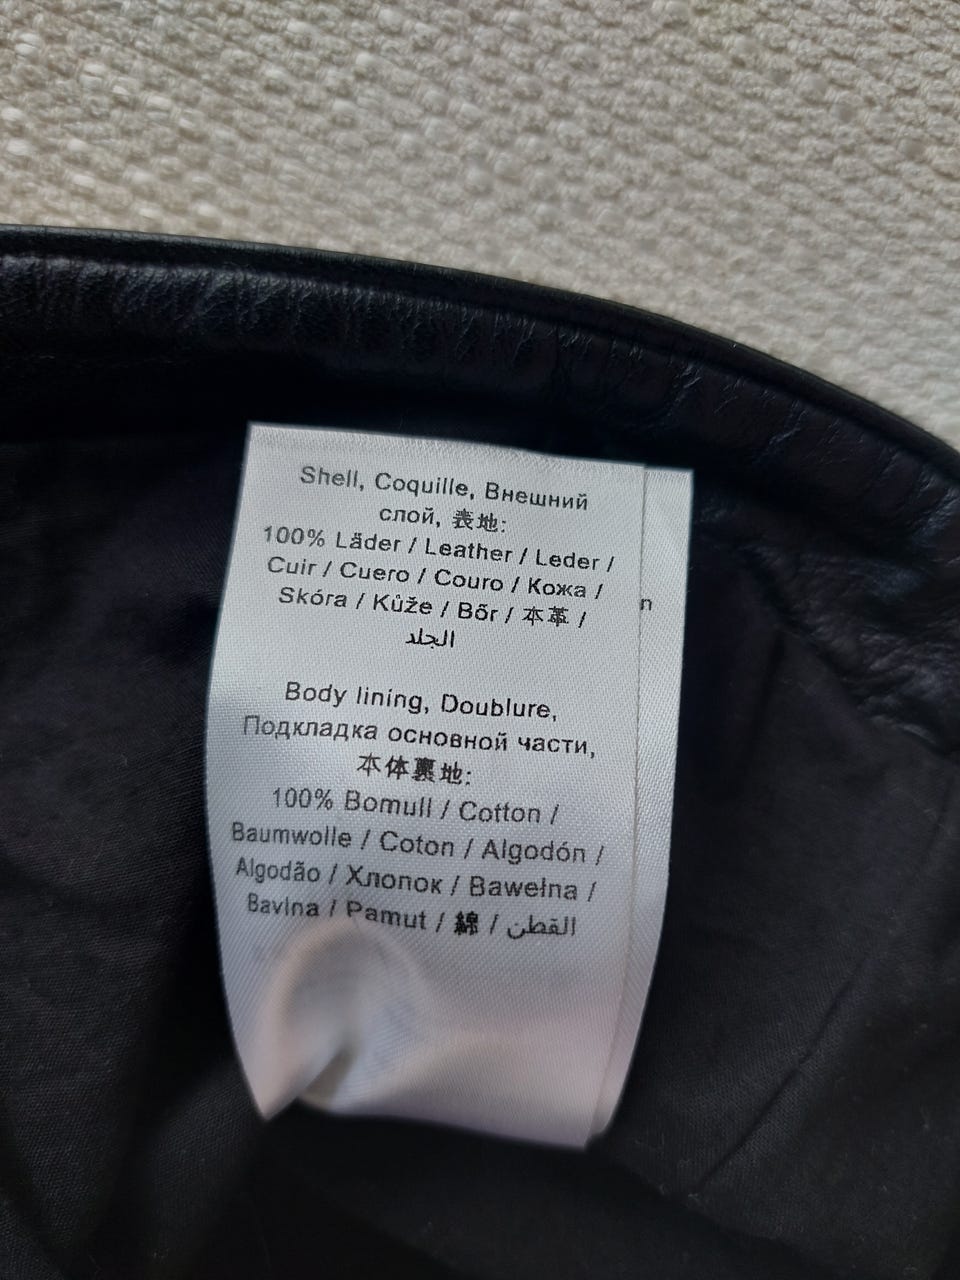 Shell, Coquille, Внешний
слой, 表地:
100% Läder / Leather / Leder /
Cuir / Cuero / Couro / Кожа /
Skóra / Kůže / Bőr / 本革 /
الجلد
n
Body lining, Doublure,
Подкладка основной части,
本体裏地:
100% Bomull / Cotton /
Baumwolle / Coton / Algodón /
Algodão / Хлопок / Bawełna /
Bavlna / Pamut / 綿 / القطن